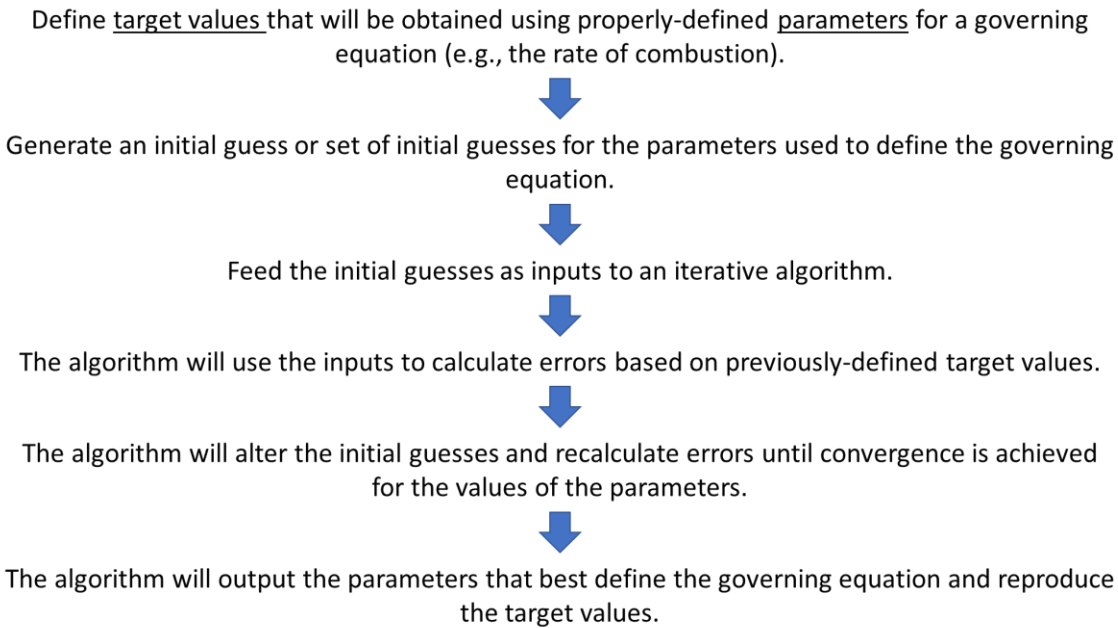 Define target values that will be obtained using properly-defined parameters for a governing
equation (e.g., the rate of combustion).
Generate an initial guess or set of initial guesses for the parameters used to define the governing
equation.
Feed the initial guesses as inputs to an iterative algorithm.
The algorithm will use the inputs to calculate errors based on previously-defined target values.
The algorithm will alter the initial guesses and recalculate errors until convergence is achieved
for the values of the parameters.
The algorithm will output the parameters that best define the governing equation and reproduce
the target values.